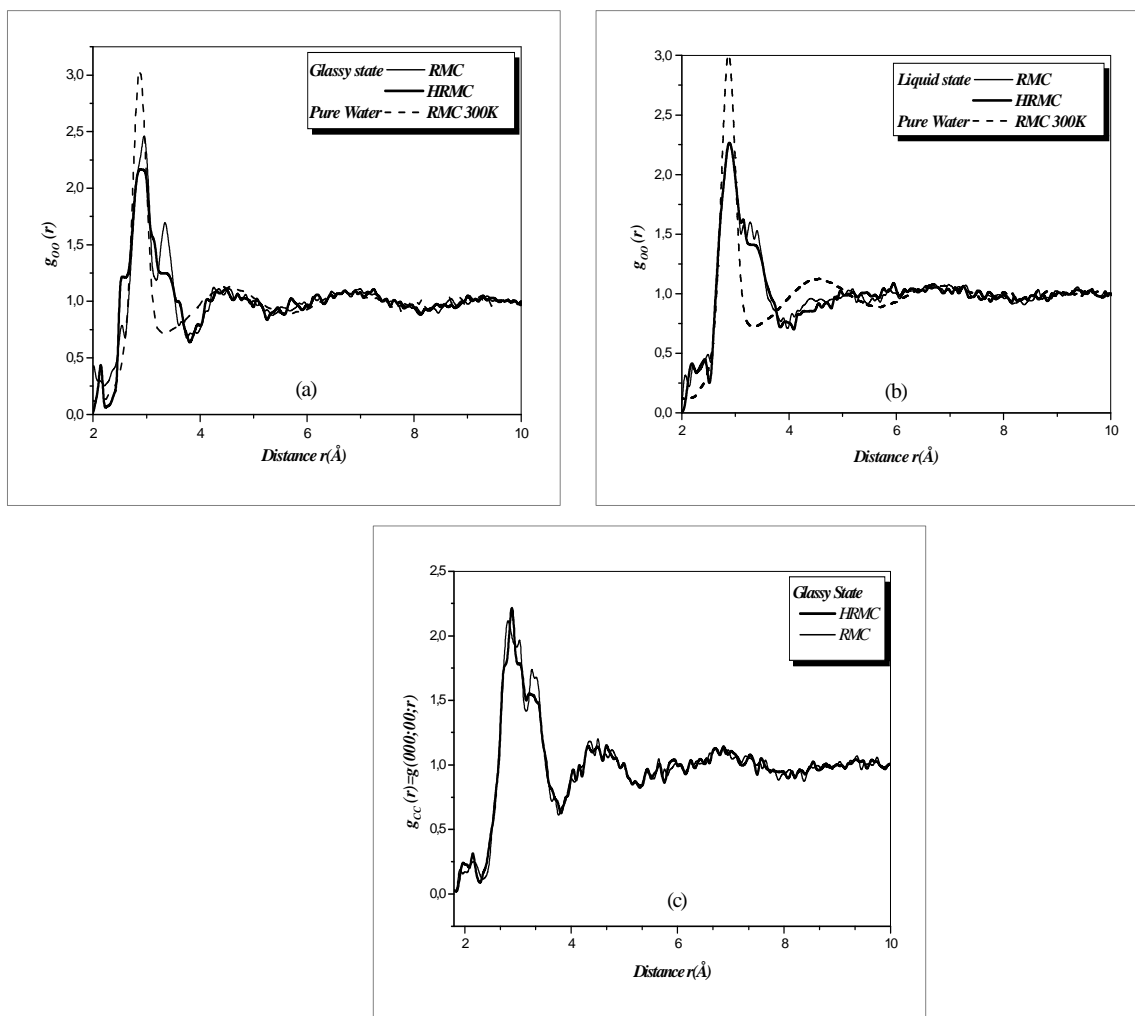 Glassy state RMC
HRMC
Pure Water RMC 300K
3,0
2,5
2,0
1,5
1,0
0,5
0,0
g_OO (r)
(a)
2 4 6 8 10
Distance r(Å)
Liquid state RMC
HRMC
Pure Water RMC 300K
3,0
2,5
2,0
1,5
1,0
0,5
0,0
g_OO (r)
(b)
2 4 6 8 10
Distance r(Å)
Glassy State
HRMC
RMC
2,5
2,0
1,5
1,0
0,5
0,0
g_CC (r)=g(000;00;r)
(c)
2 4 6 8 10
Distance r(Å)